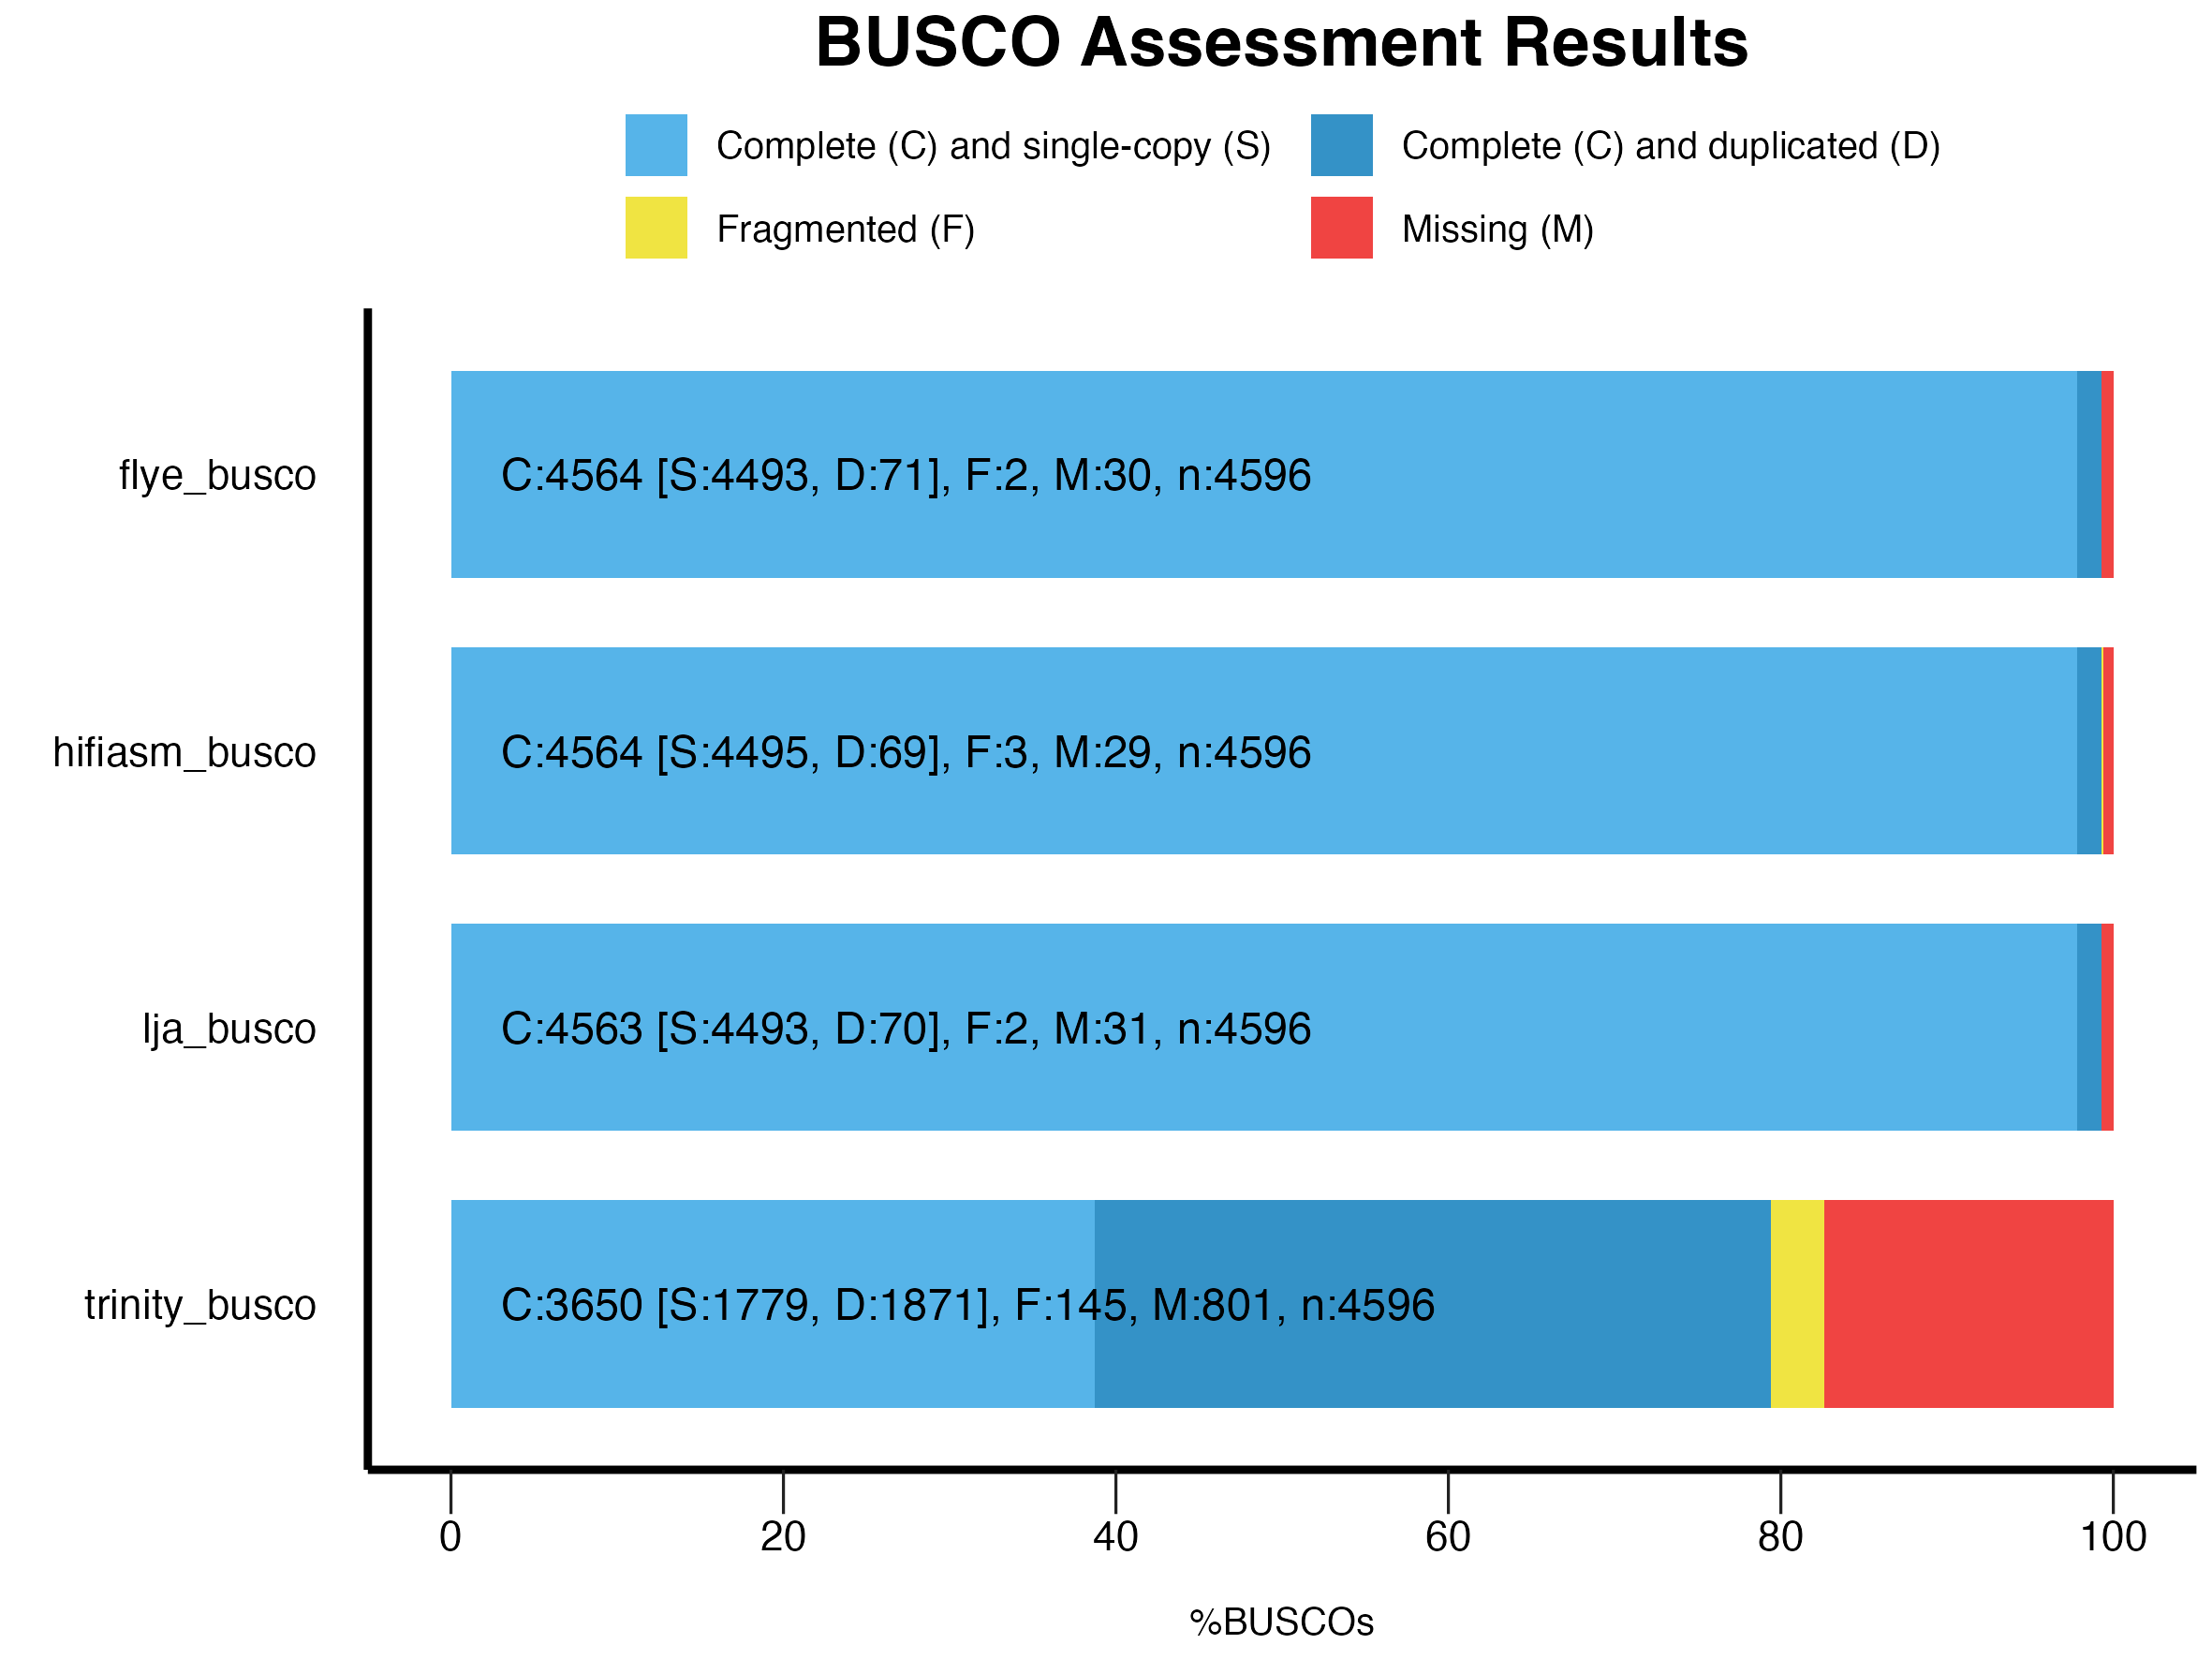 BUSCO Assessment Results
Complete (C) and single-copy (S)
Complete (C) and duplicated (D)
Fragmented (F)
Missing (M)
flye_busco
C:4564 [S:4493, D:71], F:2, M:30, n:4596
hifiasm_busco
C:4564 [S:4495, D:69], F:3, M:29, n:4596
lja_busco
C:4563 [S:4493, D:70], F:2, M:31, n:4596
trinity_busco
C:3650 [S:1779, D:1871], F:145, M:801, n:4596
0 20 40 60 80 100
%BUSCOs